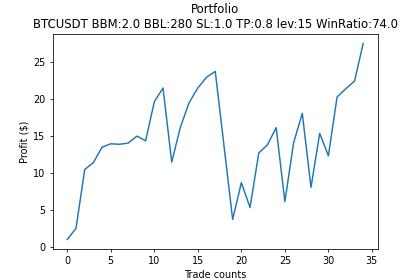 Portfolio
BTCUSDT BBM:2.0 BBL:280 SL:1.0 TP:0.8 lev:15 WinRatio:74.0
25
20
15
10
5
0
Profit ($)
0 5 10 15 20 25 30 35
Trade counts